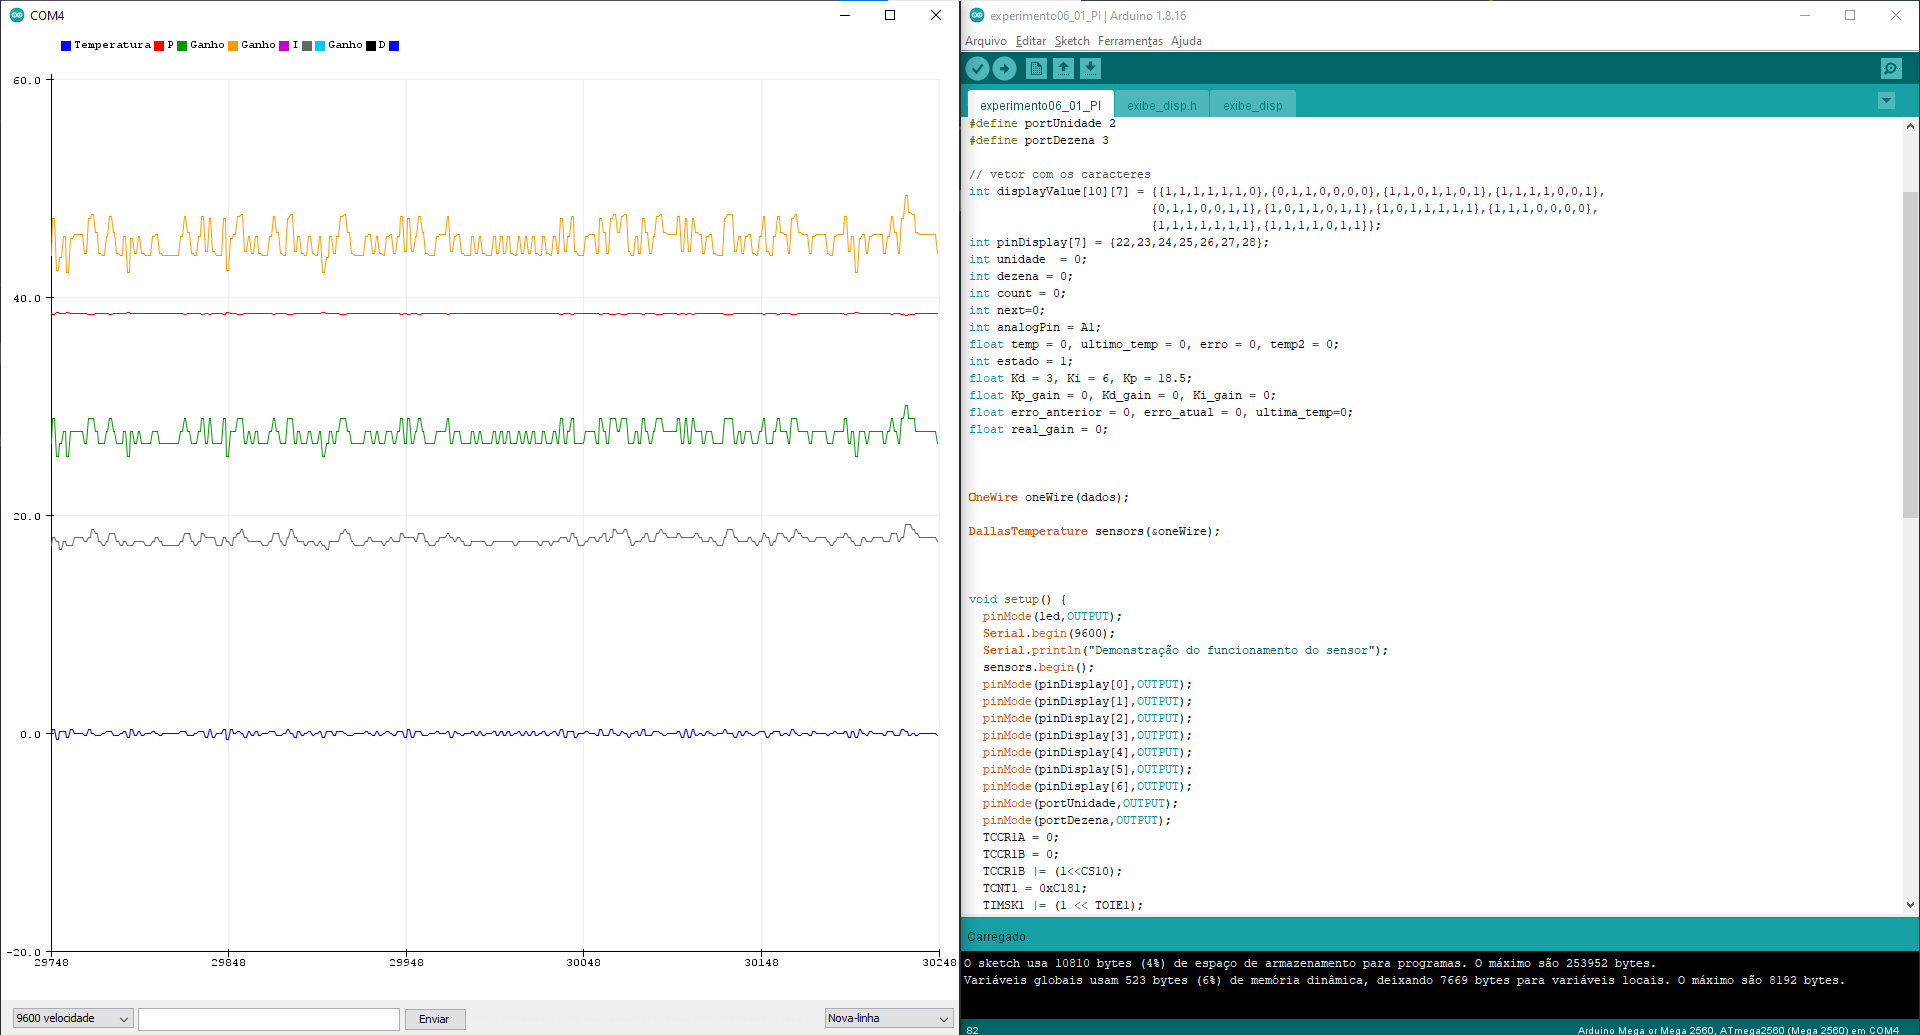 COM4
Temperatura P Ganho Ganho I Ganho D
60.0
40.0
20.0
0.0
-20.0
29748 29848 29948 30048 30148 30248
9600 velocidade Enviar Nova-linha
experimento06_01_PI | Arduino 1.8.16
Arquivo Editar Sketch Ferramentas Ajuda
experimento06_01_PI exibe_disp.h exibe_disp
#define portUnidade 2
#define portDezena 3
// vetor com os caracteres
int displayValue[10][7] = {{1,1,1,1,1,1,0},{0,1,1,0,0,0,0},{1,1,0,1,1,0,1},{1,1,1,1,0,0,1},
{0,1,1,0,0,1,1},{1,0,1,1,0,1,1},{1,0,1,1,1,1,1},{1,1,1,0,0,0,0},
{1,1,1,1,1,1,1},{1,1,1,1,0,1,1}};
int pinDisplay[7] = {22,23,24,25,26,27,28};
int unidade  = 0;
int dezena = 0;
int count = 0;
int next=0;
int analogPin = A1;
float temp = 0, ultimo_temp = 0, erro = 0, temp2 = 0;
int estado = 1;
float Kd = 3, Ki = 6, Kp = 18.5;
float Kp_gain = 0, Kd_gain = 0, Ki_gain = 0;
float erro_anterior = 0, erro_atual = 0, ultima_temp=0;
float real_gain = 0;
OneWire oneWire(dados);
DallasTemperature sensors(&oneWire);
void setup() {
pinMode(led,OUTPUT);
Serial.begin(9600);
Serial.println("Demonstração do funcionamento do sensor");
sensors.begin();
pinMode(pinDisplay[0],OUTPUT);
pinMode(pinDisplay[1],OUTPUT);
pinMode(pinDisplay[2],OUTPUT);
pinMode(pinDisplay[3],OUTPUT);
pinMode(pinDisplay[4],OUTPUT);
pinMode(pinDisplay[5],OUTPUT);
pinMode(pinDisplay[6],OUTPUT);
pinMode(portUnidade,OUTPUT);
pinMode(portDezena,OUTPUT);
TCCR1A = 0;
TCCR1B = 0;
TCCR1B |= (1<<CS10);
TCNT1 = 0xC181;
TIMSK1 |= (1 << TOIE1);
Carregado.
O sketch usa 10810 bytes (4%) de espaço de armazenamento para programas. O máximo são 253952 bytes.
Variáveis globais usam 523 bytes (6%) de memória dinâmica, deixando 7669 bytes para variáveis locais. O máximo são 8192 bytes.
82 Arduino Mega or Mega 2560, ATmega2560 (Mega 2560) em COM4